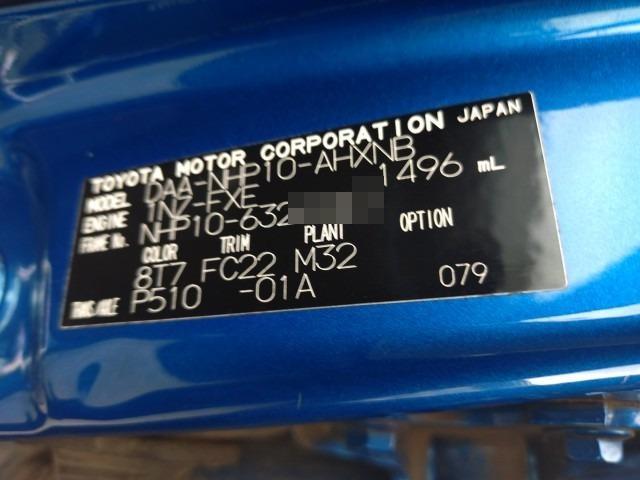 TOYOTA MOTOR CORPORATION JAPAN
MODEL DAA-NHP10-AHXNB
ENGINE 1NZ-FXE 1496 mL
FRAME No. NHP10-632
COLOR TRIM PLANT OPTION
8T7 FC22 M32
TRANS/AXLE P510 -01A 079